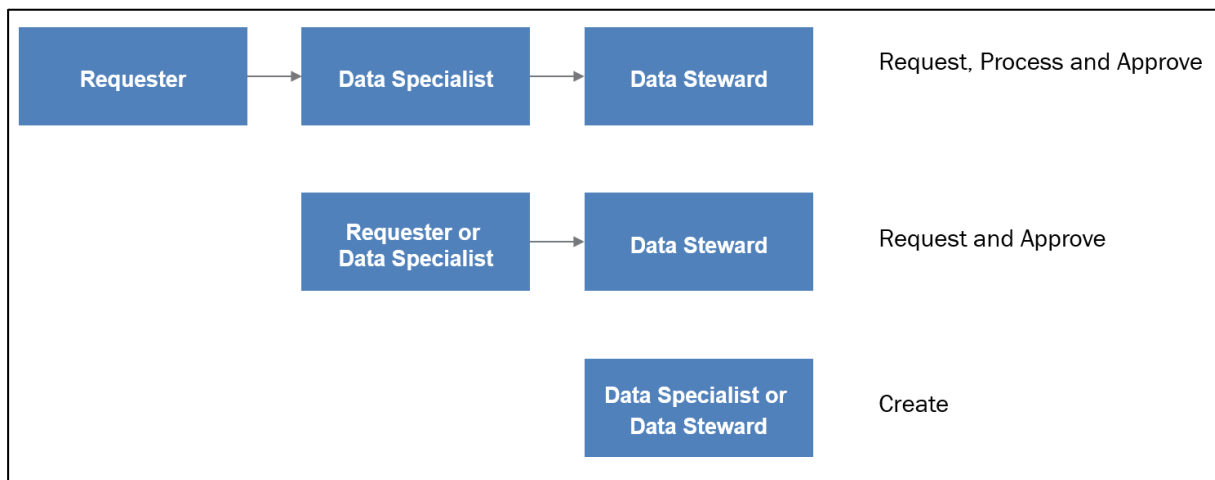 Requester
Data Specialist
Data Steward
Request, Process and Approve
Requester or
Data Specialist
Data Steward
Request and Approve
Data Specialist or
Data Steward
Create